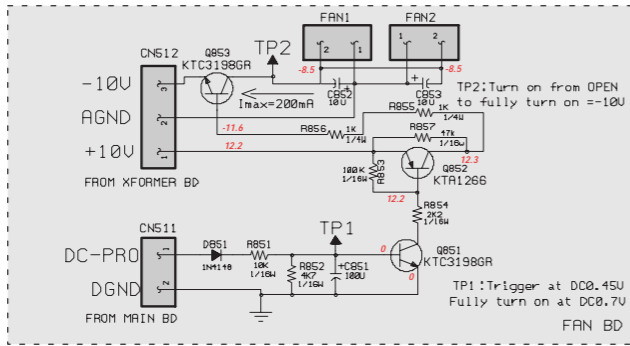 FAN1
FAN2
2
1
1
2
CN512
Q853
KTC3198GR
TP2
-8.5
-8.5
C852
10U
C853
10U
TP2:Turn on from OPEN
to fully turn on =-10V
-10V
3
Imax=200mA
R855
1K
1/4W
AGND
2
-11.6
R856
1K
1/4W
R857
47k
1/16w
+10V
1
12.2
12.3
FROM XFORMER BD
100K
1/16W
R853
Q852
KTA1266
12.2
CN511
R854
2K2
1/16W
TP1
DC-PRO
1
D851
1N4148
R851
10K
1/16W
0
Q851
KTC3198GR
R852
4K7
1/16W
C851
100U
0
DGND
2
TP1:Trigger at DC0.45V
Fully turn on at DC0.7V
FROM MAIN BD
FAN BD